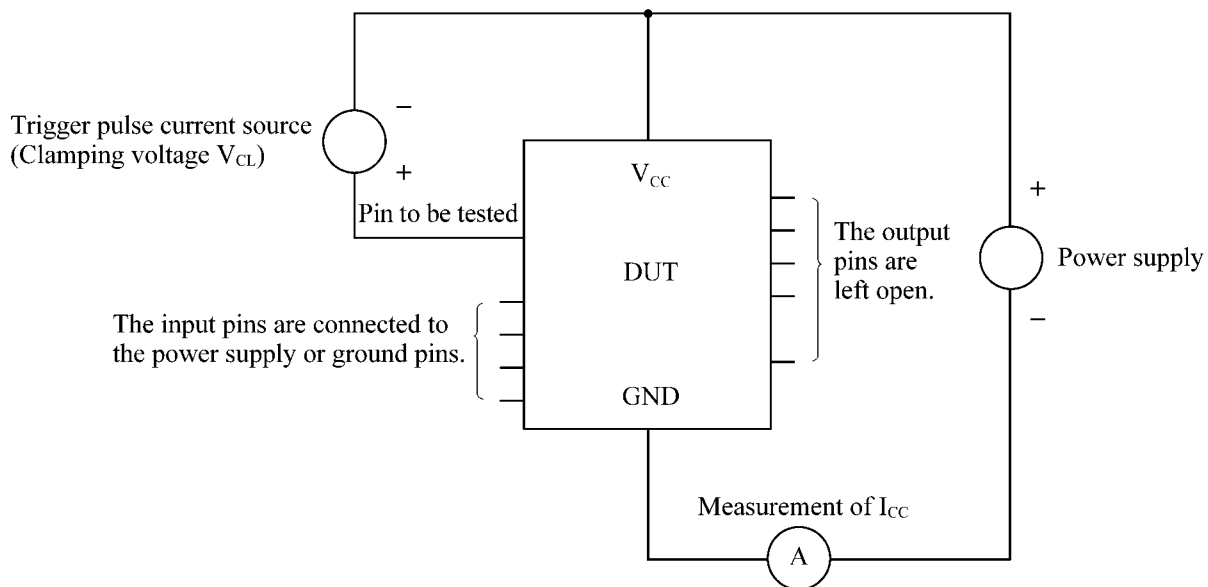 Trigger pulse current source
(Clamping voltage VCL)
−
+
Pin to be tested
VCC
DUT
GND
The input pins are connected to
the power supply or ground pins.
The output
pins are
left open.
+
−
Power supply
Measurement of ICC
A